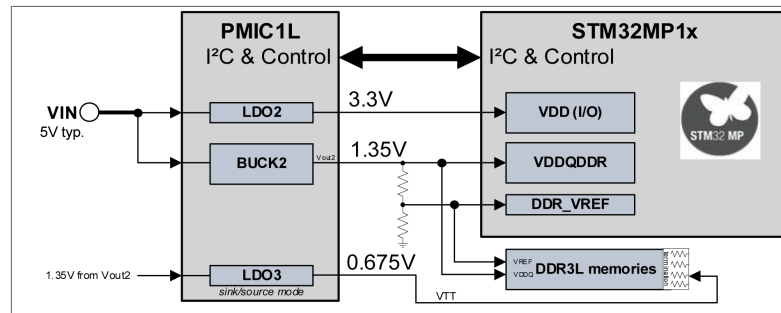 PMIC1L
I²C & Control
STM32MP1x
I²C & Control
VIN
5V typ.
LDO2
3.3V
VDD (I/O)
STM32 MP
BUCK2
Vout2
1.35V
VDDQDDR
DDR_VREF
1.35V from Vout2
LDO3
sink/source mode
0.675V
VTT
VREF
VDDQ
DDR3L memories
termination